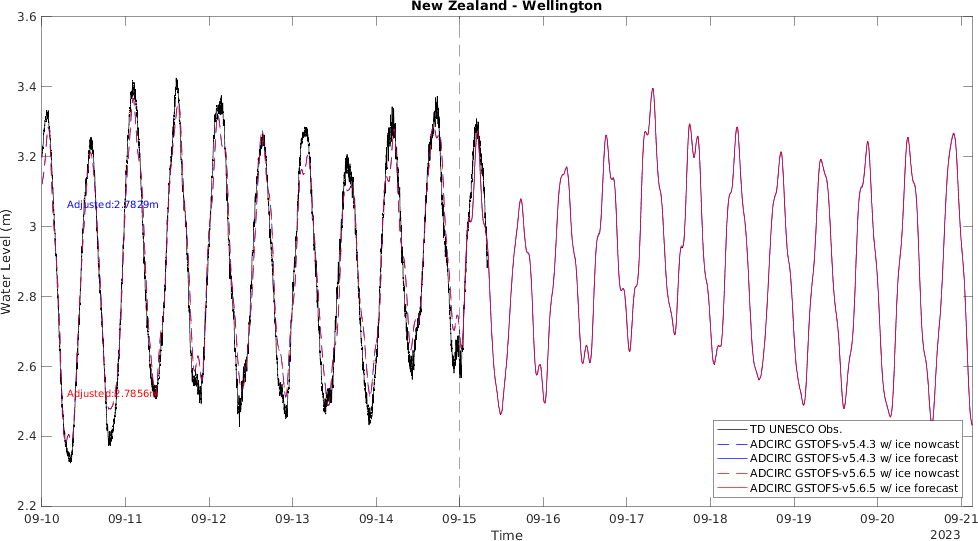 New Zealand - Wellington
Water Level (m)
3.6
3.4
3.2
3
2.8
2.6
2.4
2.2
Adjusted:2.7829m
Adjusted:2.7856m
TD UNESCO Obs.
ADCIRC GSTOFS-v5.4.3 w/ ice nowcast
ADCIRC GSTOFS-v5.4.3 w/ ice forecast
ADCIRC GSTOFS-v5.6.5 w/ ice nowcast
ADCIRC GSTOFS-v5.6.5 w/ ice forecast
09-10 09-11 09-12 09-13 09-14 09-15 09-16 09-17 09-18 09-19 09-20 09-21
Time
2023